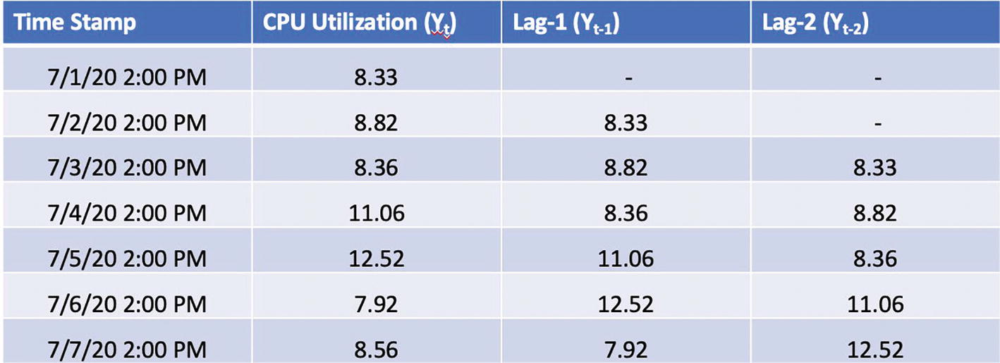 Time Stamp CPU Utilization (Yt) Lag-1 (Yt-1) Lag-2 (Yt-2)
7/1/20 2:00 PM 8.33 - -
7/2/20 2:00 PM 8.82 8.33 -
7/3/20 2:00 PM 8.36 8.82 8.33
7/4/20 2:00 PM 11.06 8.36 8.82
7/5/20 2:00 PM 12.52 11.06 8.36
7/6/20 2:00 PM 7.92 12.52 11.06
7/7/20 2:00 PM 8.56 7.92 12.52